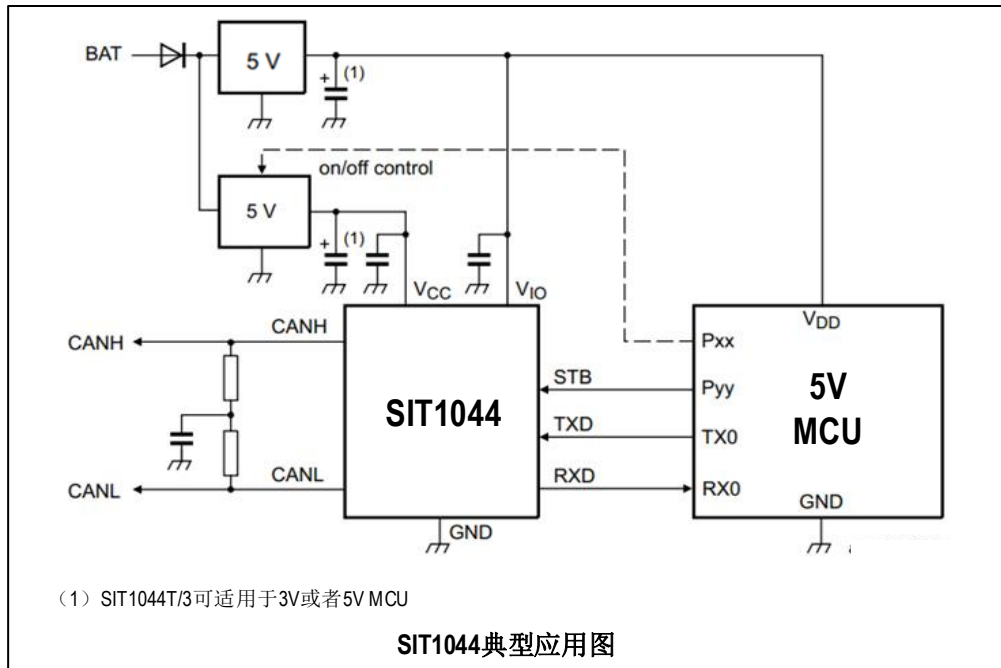 BAT
5 V
+ (1)
on/off control
5 V
+ (1)
VCC
VIO
VDD
CANH
CANH
Pxx
STB
Pyy
SIT1044
5V
MCU
TXD
TX0
RXD
RX0
CANL
CANL
GND
GND
（1）SIT1044T/3可适用于3V或者5V MCU
SIT1044典型应用图